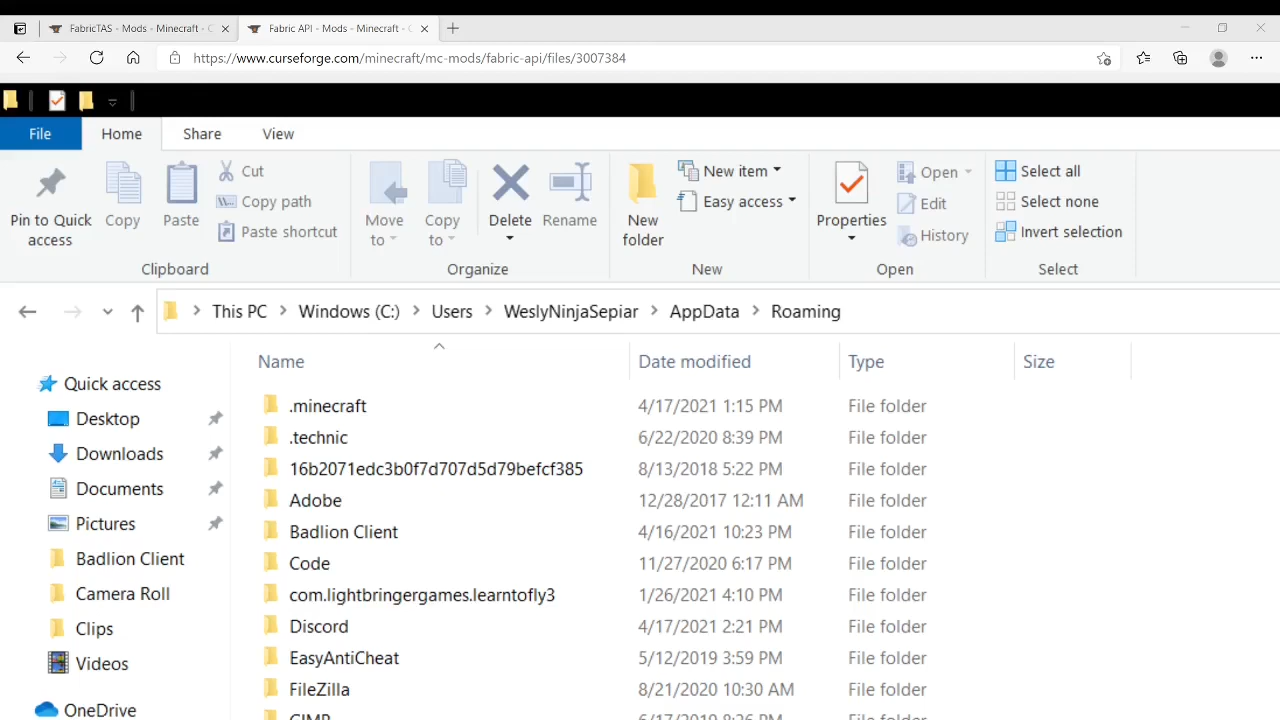 FabricTAS - Mods - Minecraft - C
Fabric API - Mods - Minecraft - C
https://www.curseforge.com/minecraft/mc-mods/fabric-api/files/3007384
File Home Share View
Pin to Quick access
Copy
Paste
Cut
Copy path
Paste shortcut
Clipboard
Move to
Copy to
Delete
Rename
Organize
New folder
New item
Easy access
New
Properties
Open
Edit
History
Open
Select all
Select none
Invert selection
Select
This PC > Windows (C:) > Users > WeslyNinjaSepiar > AppData > Roaming
Name Date modified Type Size
Quick access
Desktop
Downloads
Documents
Pictures
Badlion Client
Camera Roll
Clips
Videos
OneDrive
.minecraft 4/17/2021 1:15 PM File folder
.technic 6/22/2020 8:39 PM File folder
16b2071edc3b0f7d707d5d79befcf385 8/13/2018 5:22 PM File folder
Adobe 12/28/2017 12:11 AM File folder
Badlion Client 4/16/2021 10:23 PM File folder
Code 11/27/2020 6:17 PM File folder
com.lightbringergames.learntofly3 1/26/2021 4:10 PM File folder
Discord 4/17/2021 2:21 PM File folder
EasyAntiCheat 5/12/2019 3:59 PM File folder
FileZilla 8/21/2020 10:30 AM File folder
GIMP 6/17/2019 8:26 PM File folder